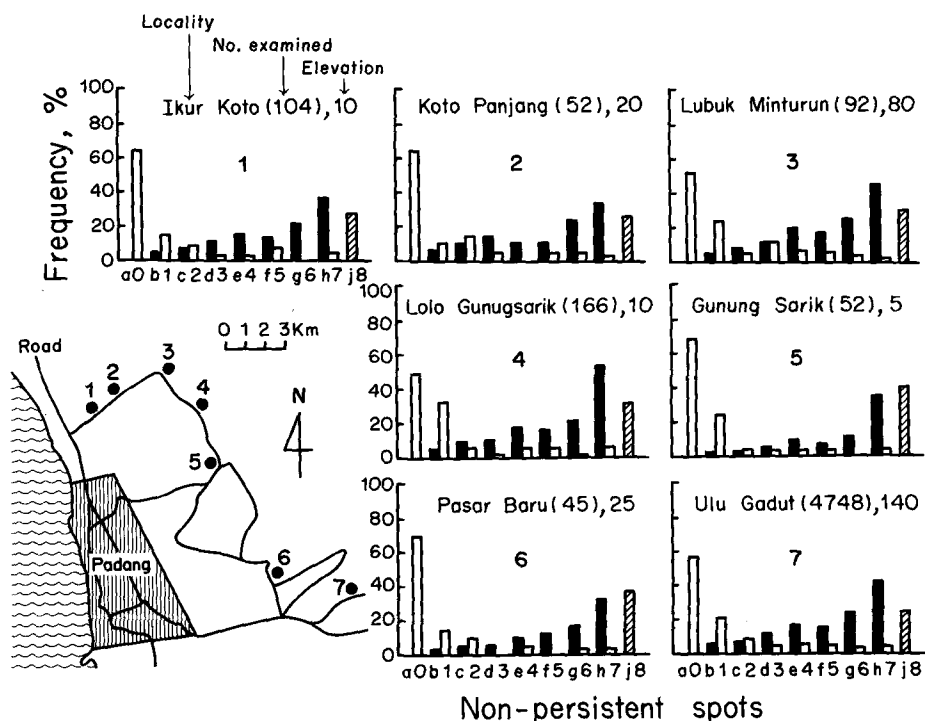 Locality
No. examined
Elevation
Frequency, %
100
80
60
40
20
0
Ikur Koto (104), 10
1
a0 b1 c2 d3 e4 f5 g6 h7 j8
Koto Panjang (52), 20
2
Lubuk Minturun (92), 80
3
100
80
60
40
20
0
Lolo Gunugsarik (166), 10
4
Gunung Sarik (52), 5
5
100
80
60
40
20
0
Pasar Baru (45), 25
6
a0 b1 c2 d3 e4 f5 g6 h7 j8
Ulu Gadut (4748), 140
7
a0 b1 c2 d3 e4 f5 g6 h7 j8
0 1 2 3Km
Road
1
2
3
4
N
5
Padang
6
7
Non-persistent spots